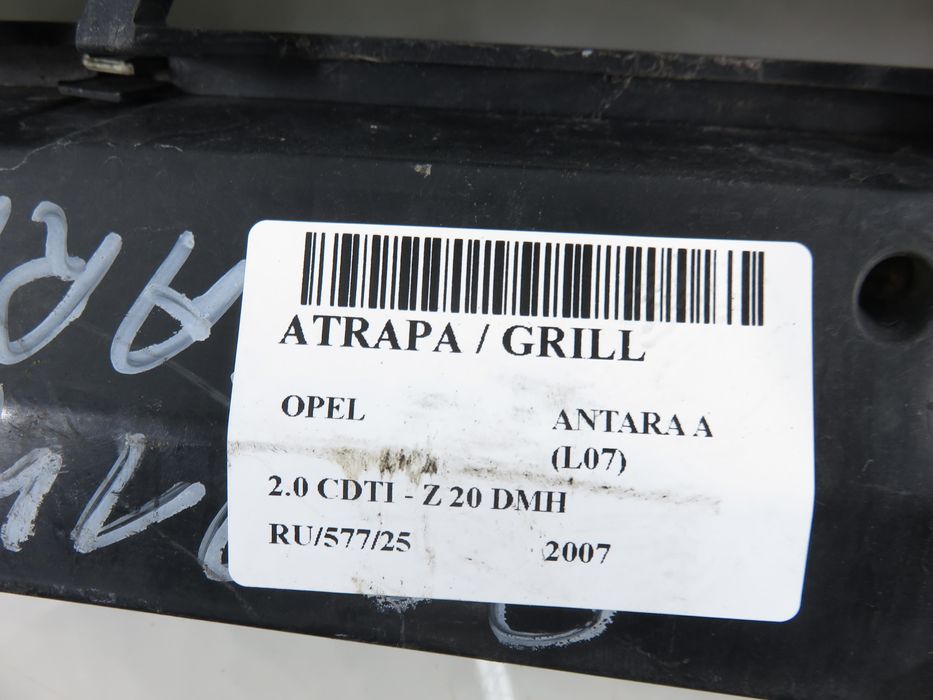 ATRAPA / GRILL
OPEL ANTARA A
(L07)
2.0 CDTI - Z 20 DMH
RU/577/25 2007